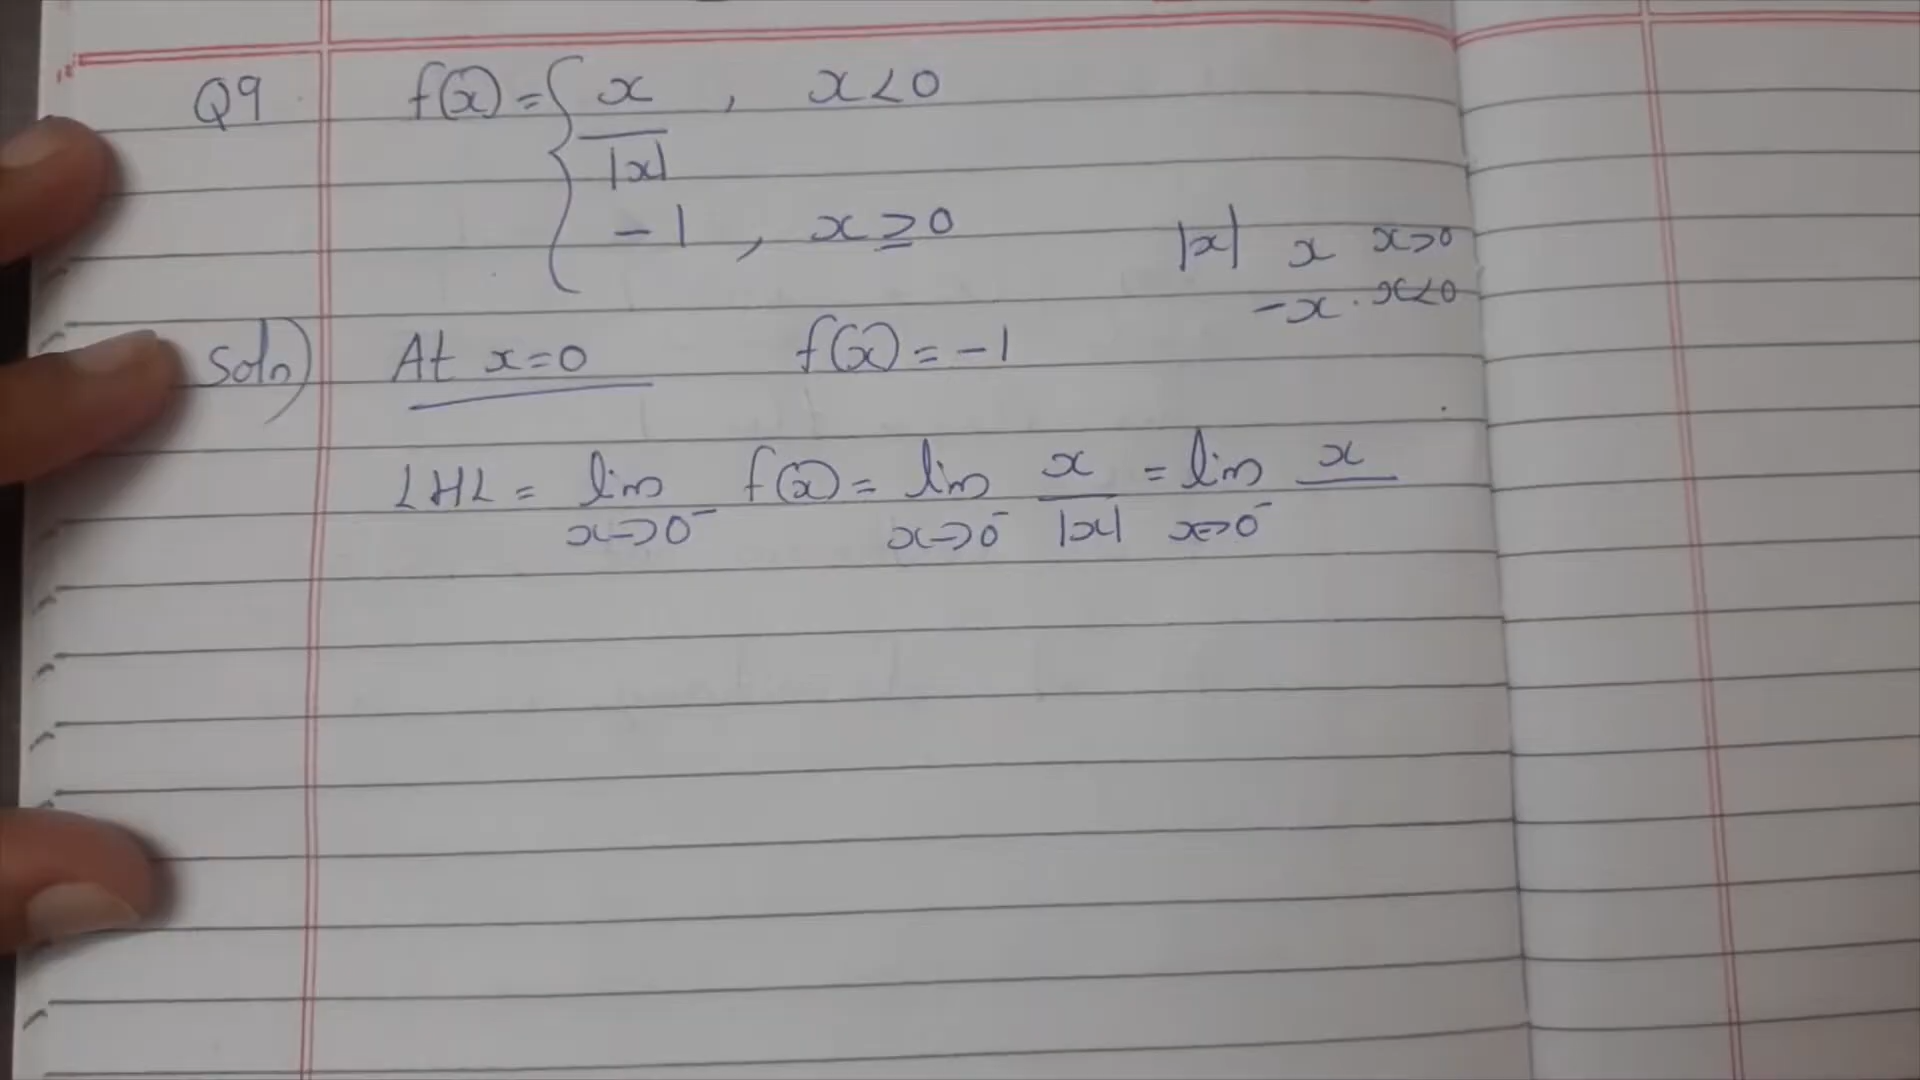 Q9 f(x) = { x / |x| , x < 0
- 1 , x ≥ 0
|x| x x>0
-x . x<0
Soln) At x=0 f(x) = -1
LHL = lim x→0⁻ f(x) = lim x→0⁻ x / |x| = lim x→0⁻ x